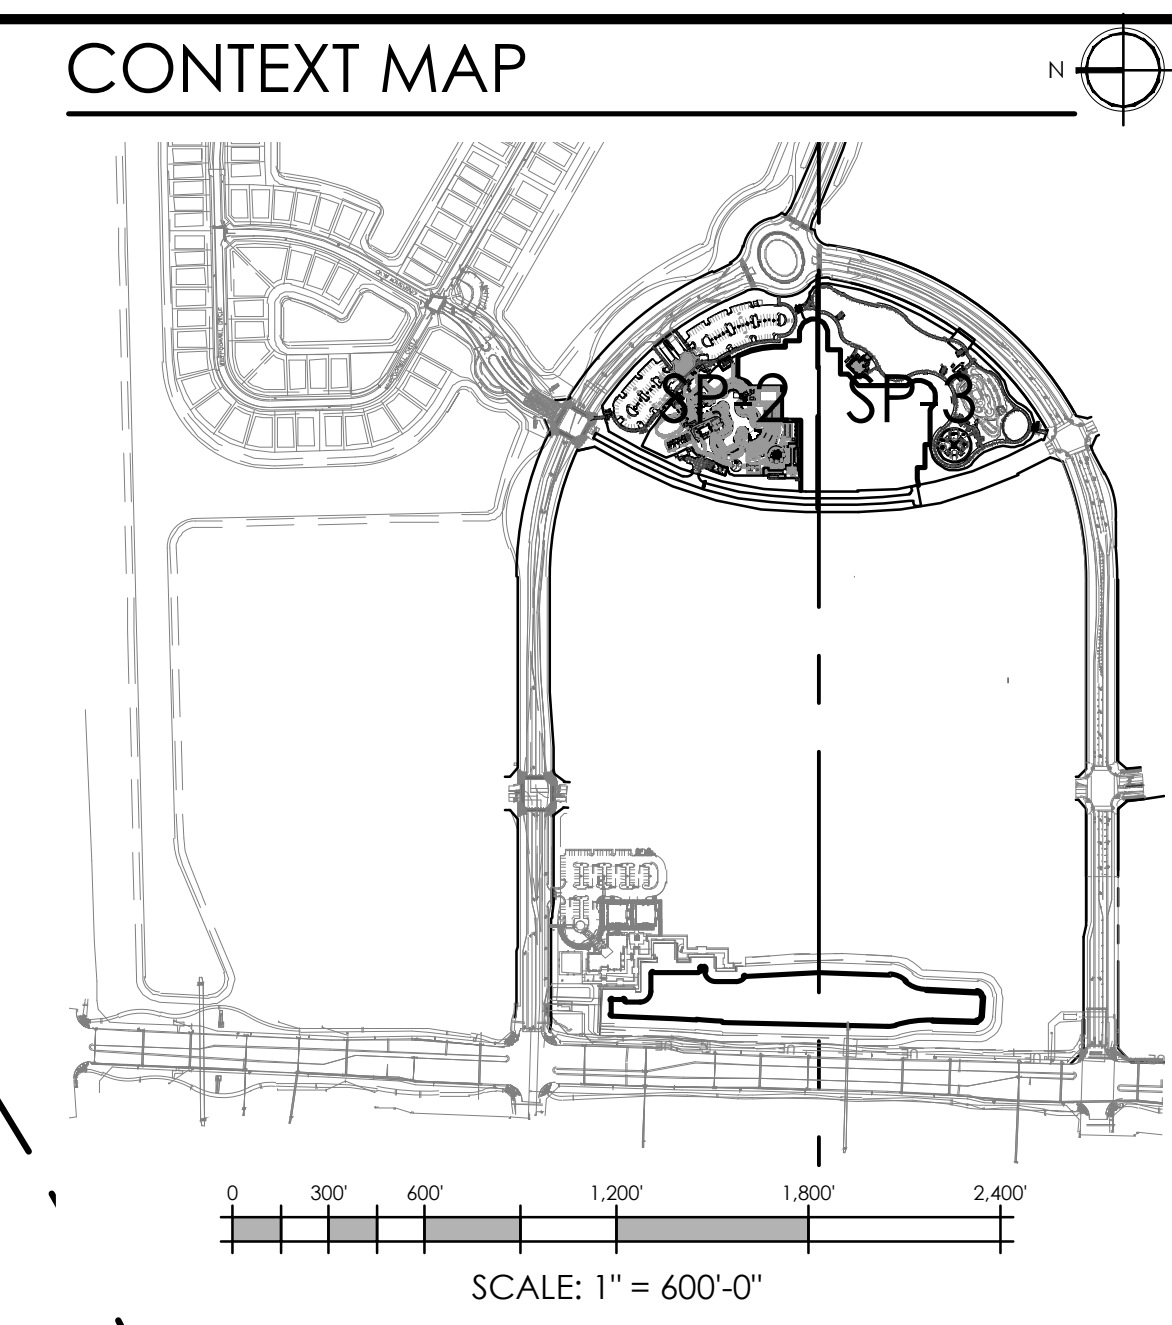 CONTEXT MAP
N
SP-2 SP-3
0 300' 600' 1,200' 1,800' 2,400'
SCALE: 1" = 600'-0"